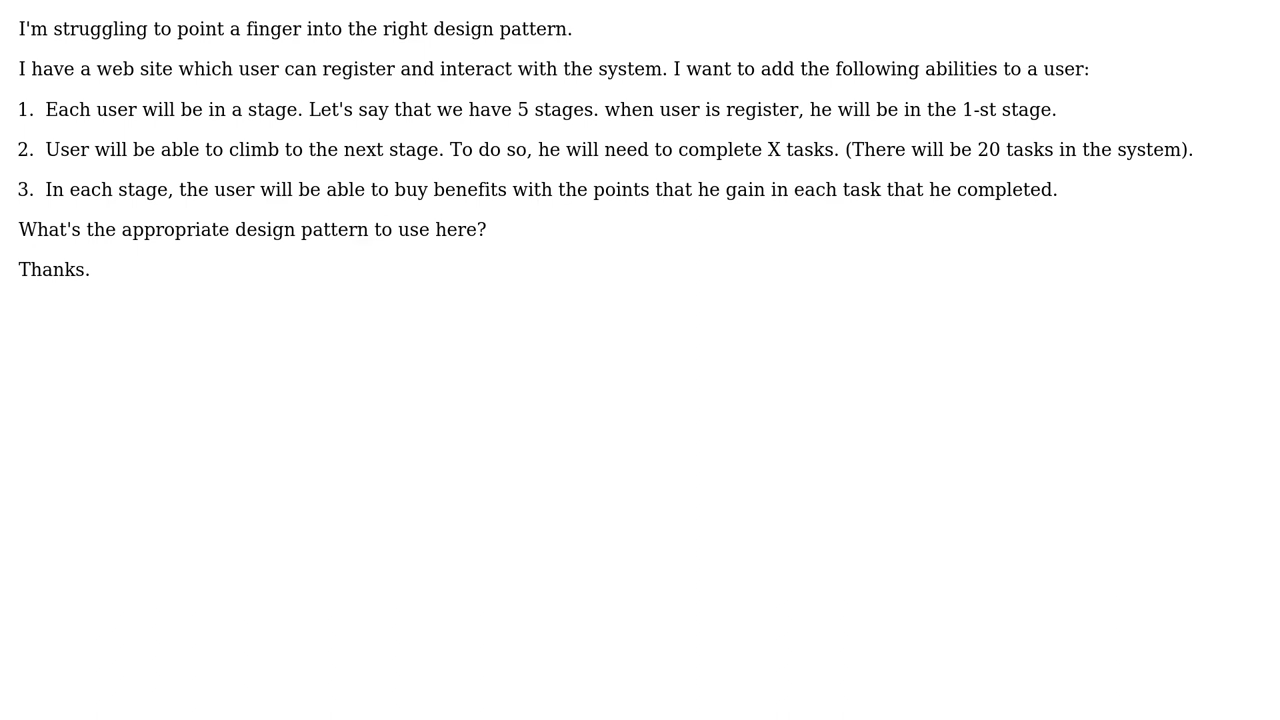 I'm struggling to point a finger into the right design pattern.
I have a web site which user can register and interact with the system. I want to add the following abilities to a user:
1. Each user will be in a stage. Let's say that we have 5 stages. when user is register, he will be in the 1-st stage.
2. User will be able to climb to the next stage. To do so, he will need to complete X tasks. (There will be 20 tasks in the system).
3. In each stage, the user will be able to buy benefits with the points that he gain in each task that he completed.
What's the appropriate design pattern to use here?
Thanks.